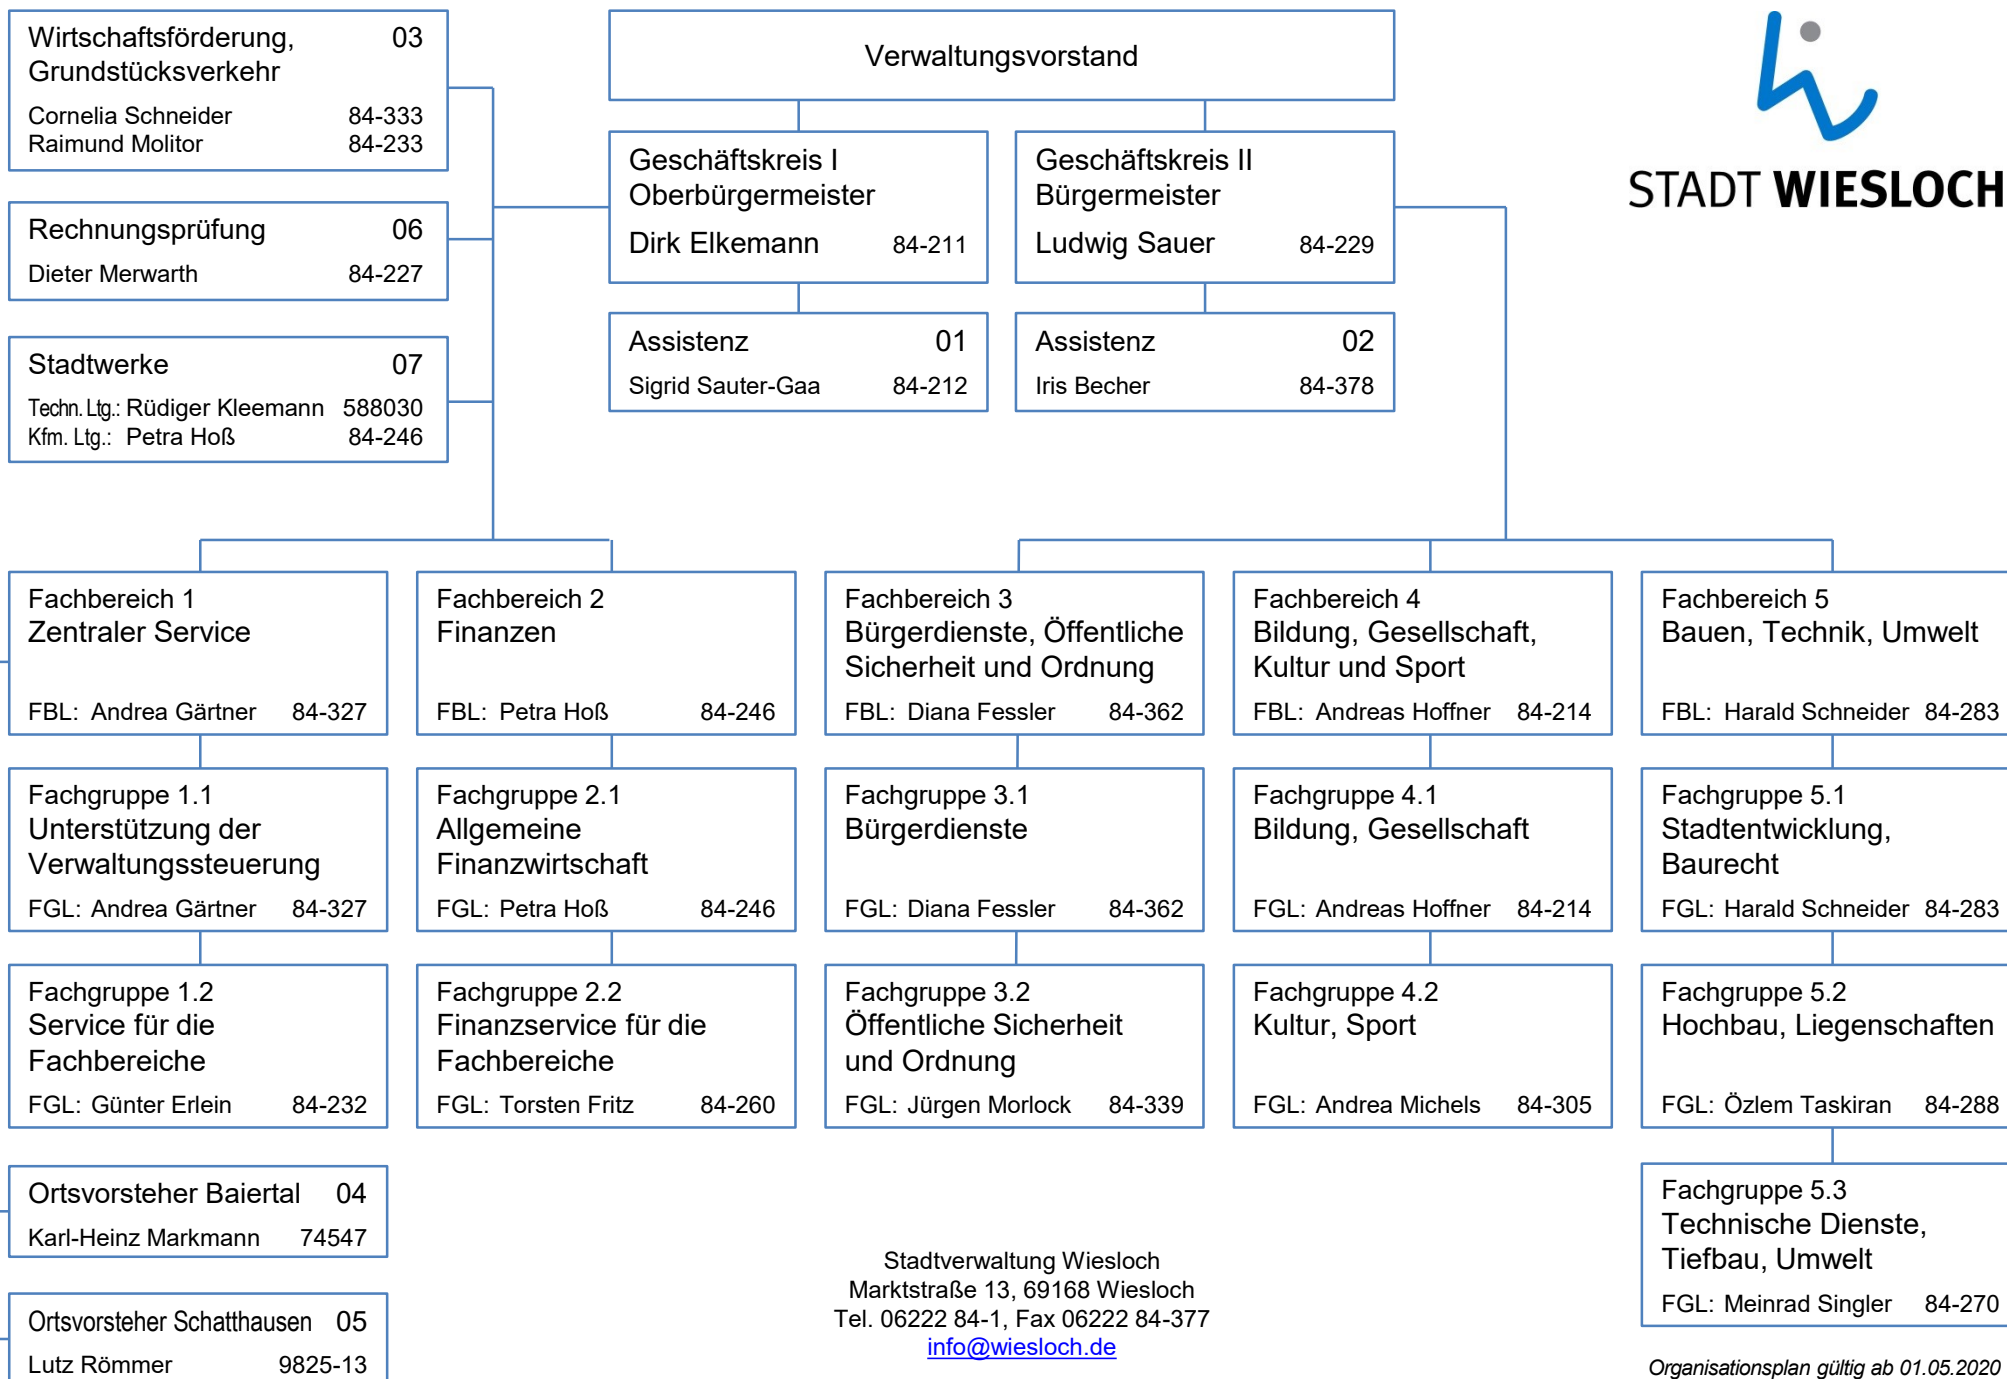 Wirtschaftsförderung, 03
Grundstücksverkehr
Cornelia Schneider 84-333
Raimund Molitor 84-233
Rechnungsprüfung 06
Dieter Merwarth 84-227
Stadtwerke 07
Techn. Ltg.: Rüdiger Kleemann 588030
Kfm. Ltg.: Petra Hoß 84-246
Verwaltungsvorstand
Geschäftskreis I
Oberbürgermeister
Dirk Elkemann 84-211
Geschäftskreis II
Bürgermeister
Ludwig Sauer 84-229
Assistenz 01
Sigrid Sauter-Gaa 84-212
Assistenz 02
Iris Becher 84-378
STADT WIESLOCH
Fachbereich 1
Zentraler Service
FBL: Andrea Gärtner 84-327
Fachbereich 2
Finanzen
FBL: Petra Hoß 84-246
Fachbereich 3
Bürgerdienste, Öffentliche
Sicherheit und Ordnung
FBL: Diana Fessler 84-362
Fachbereich 4
Bildung, Gesellschaft,
Kultur und Sport
FBL: Andreas Hoffner 84-214
Fachbereich 5
Bauen, Technik, Umwelt
FBL: Harald Schneider 84-283
Fachgruppe 1.1
Unterstützung der
Verwaltungssteuerung
FGL: Andrea Gärtner 84-327
Fachgruppe 2.1
Allgemeine
Finanzwirtschaft
FGL: Petra Hoß 84-246
Fachgruppe 3.1
Bürgerdienste
FGL: Diana Fessler 84-362
Fachgruppe 4.1
Bildung, Gesellschaft
FGL: Andreas Hoffner 84-214
Fachgruppe 5.1
Stadtentwicklung,
Baurecht
FGL: Harald Schneider 84-283
Fachgruppe 1.2
Service für die
Fachbereiche
FGL: Günter Erlein 84-232
Fachgruppe 2.2
Finanzservice für die
Fachbereiche
FGL: Torsten Fritz 84-260
Fachgruppe 3.2
Öffentliche Sicherheit
und Ordnung
FGL: Jürgen Morlock 84-339
Fachgruppe 4.2
Kultur, Sport
FGL: Andrea Michels 84-305
Fachgruppe 5.2
Hochbau, Liegenschaften
FGL: Özlem Taskiran 84-288
Ortsvorsteher Baiertal 04
Karl-Heinz Markmann 74547
Ortsvorsteher Schatthausen 05
Lutz Römmer 9825-13
Fachgruppe 5.3
Technische Dienste,
Tiefbau, Umwelt
FGL: Meinrad Singler 84-270
Stadtverwaltung Wiesloch
Marktstraße 13, 69168 Wiesloch
Tel. 06222 84-1, Fax 06222 84-377
info@wiesloch.de
Organisationsplan gültig ab 01.05.2020